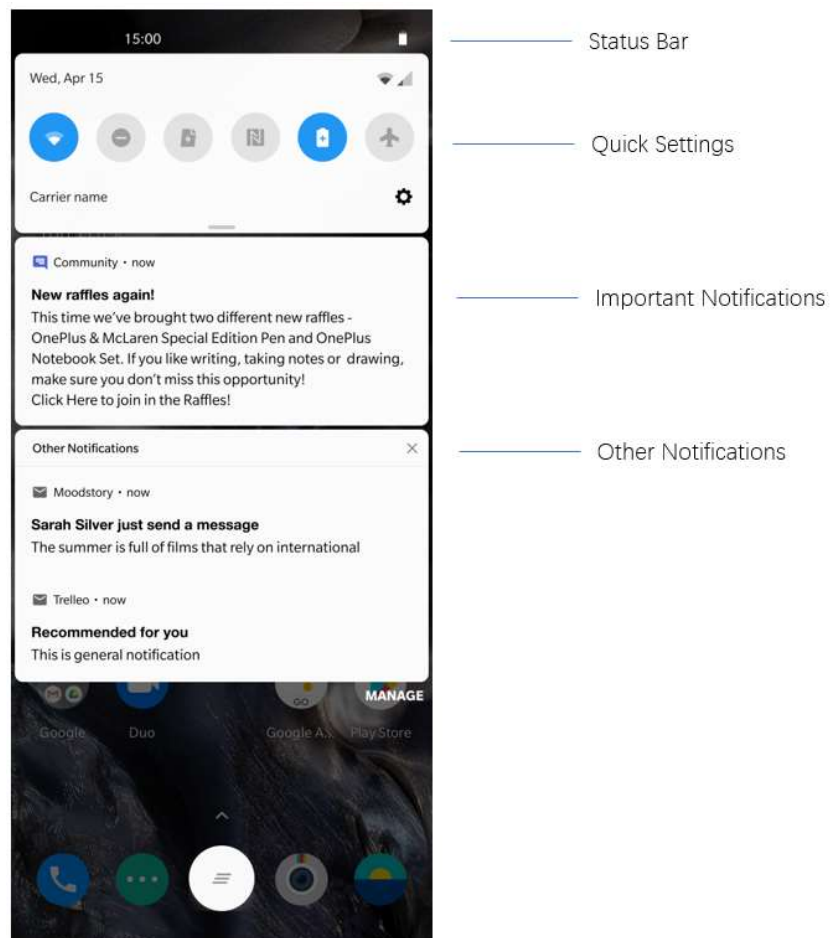 15:00
Status Bar
Wed, Apr 15
Quick Settings
Carrier name
Community • now
New raffles again!
Important Notifications
This time we've brought two different new raffles -
OnePlus & McLaren Special Edition Pen and OnePlus
Notebook Set. If you like writing, taking notes or drawing,
make sure you don't miss this opportunity!
Click Here to join in the Raffles!
Other Notifications
Other Notifications
Moodstory • now
Sarah Silver just send a message
The summer is full of films that rely on international
Trelleo • now
Recommended for you
This is general notification
GO
MANAGE
Google
Duo
Google A..
Play Store